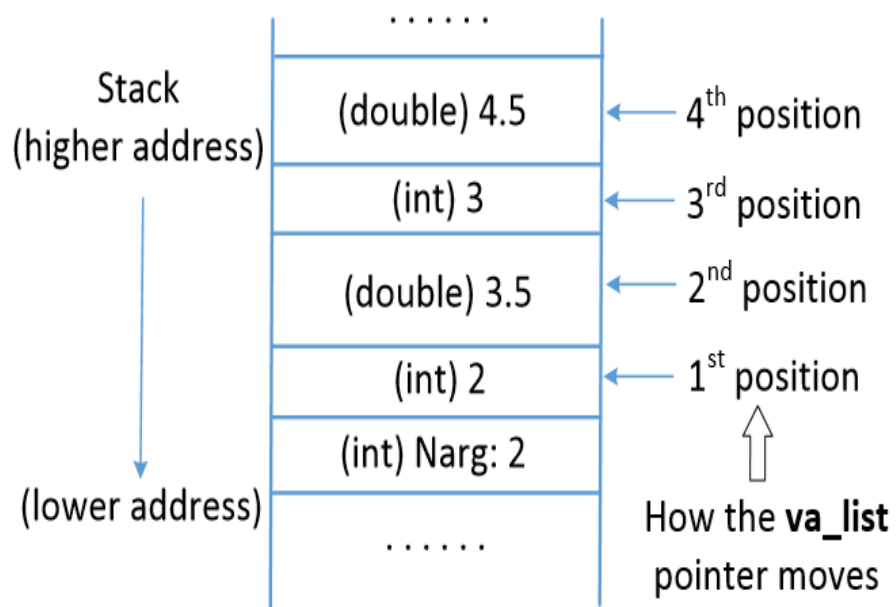 . . . . . .
Stack
(higher address)
(double) 4.5
4th position
(int) 3
3rd position
(double) 3.5
2nd position
(int) 2
1st position
(int) Narg: 2
(lower address)
. . . . . .
How the va_list
pointer moves